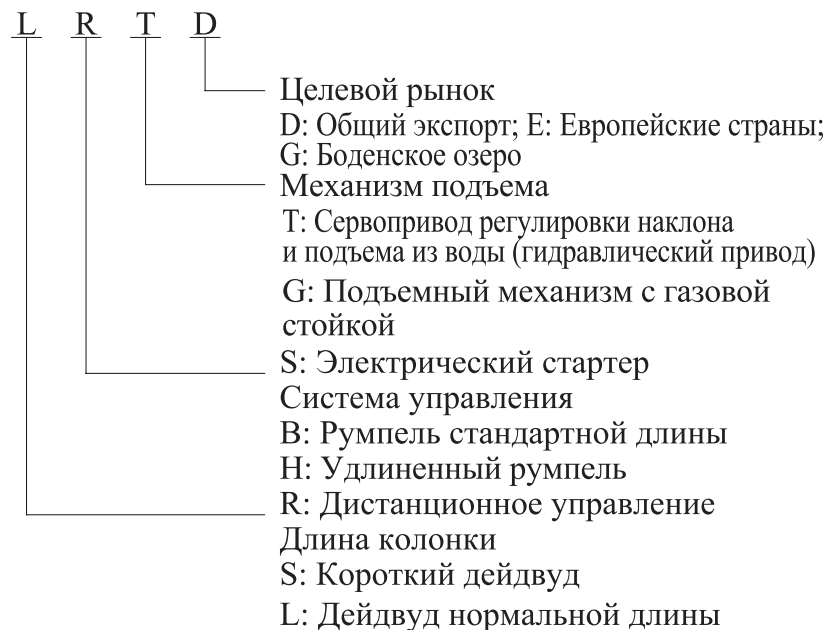 L R T D
Целевой рынок
D: Общий экспорт; E: Европейские страны;
G: Боденское озеро
Механизм подъема
T: Сервопривод регулировки наклона
и подъема из воды (гидравлический привод)
G: Подъемный механизм с газовой
стойкой
S: Электрический стартер
Система управления
B: Румпель стандартной длины
H: Удлиненный румпель
R: Дистанционное управление
Длина колонки
S: Короткий дейдвуд
L: Дейдвуд нормальной длины